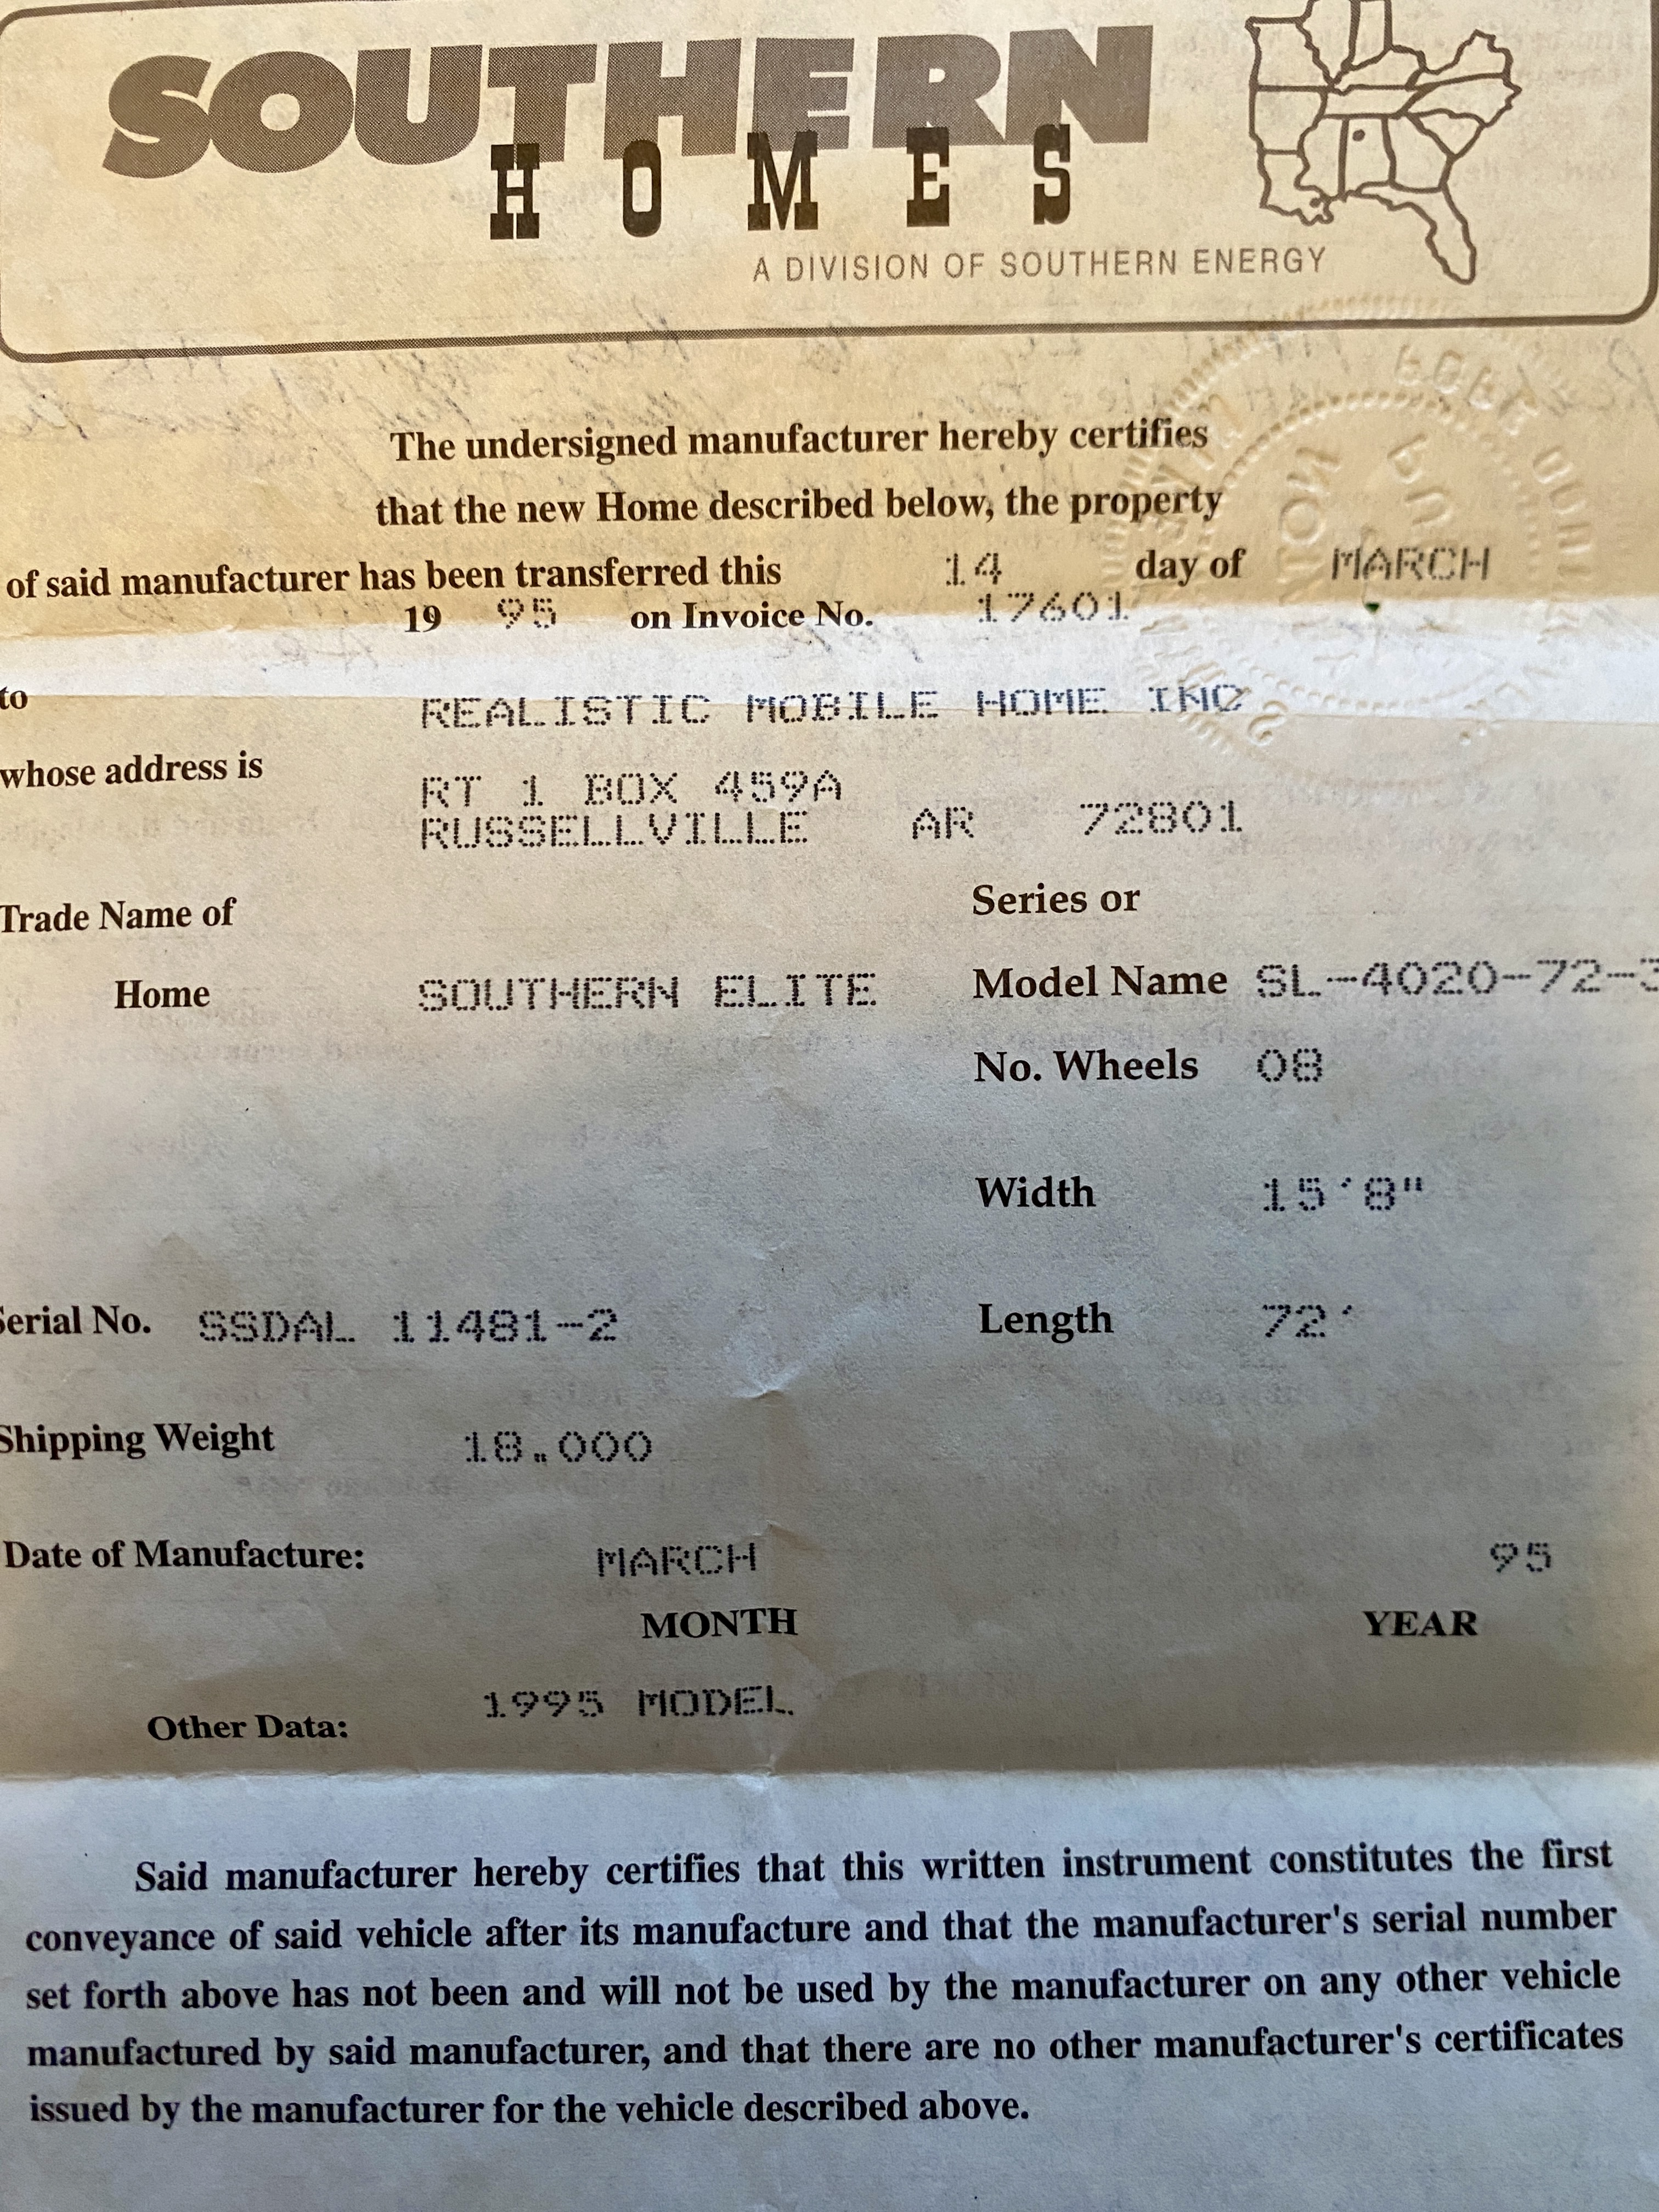 SOUTHERN
HOMES
A DIVISION OF SOUTHERN ENERGY
The undersigned manufacturer hereby certifies
that the new Home described below, the property
of said manufacturer has been transferred this 14 day of MARCH
19 95 on Invoice No. 17601
to REALISTIC MOBILE HOME INC
whose address is RT 1 BOX 459A
RUSSELLVILLE AR 72801
Trade Name of Series or
Home SOUTHERN ELITE Model Name SL-4020-72-3
No. Wheels 08
Width 15'8"
Serial No. SSDAL 11481-2 Length 72'
Shipping Weight 18.000
Date of Manufacture: MARCH 95
MONTH YEAR
Other Data: 1995 MODEL
Said manufacturer hereby certifies that this written instrument constitutes the first
conveyance of said vehicle after its manufacture and that the manufacturer's serial number
set forth above has not been and will not be used by the manufacturer on any other vehicle
manufactured by said manufacturer, and that there are no other manufacturer's certificates
issued by the manufacturer for the vehicle described above.